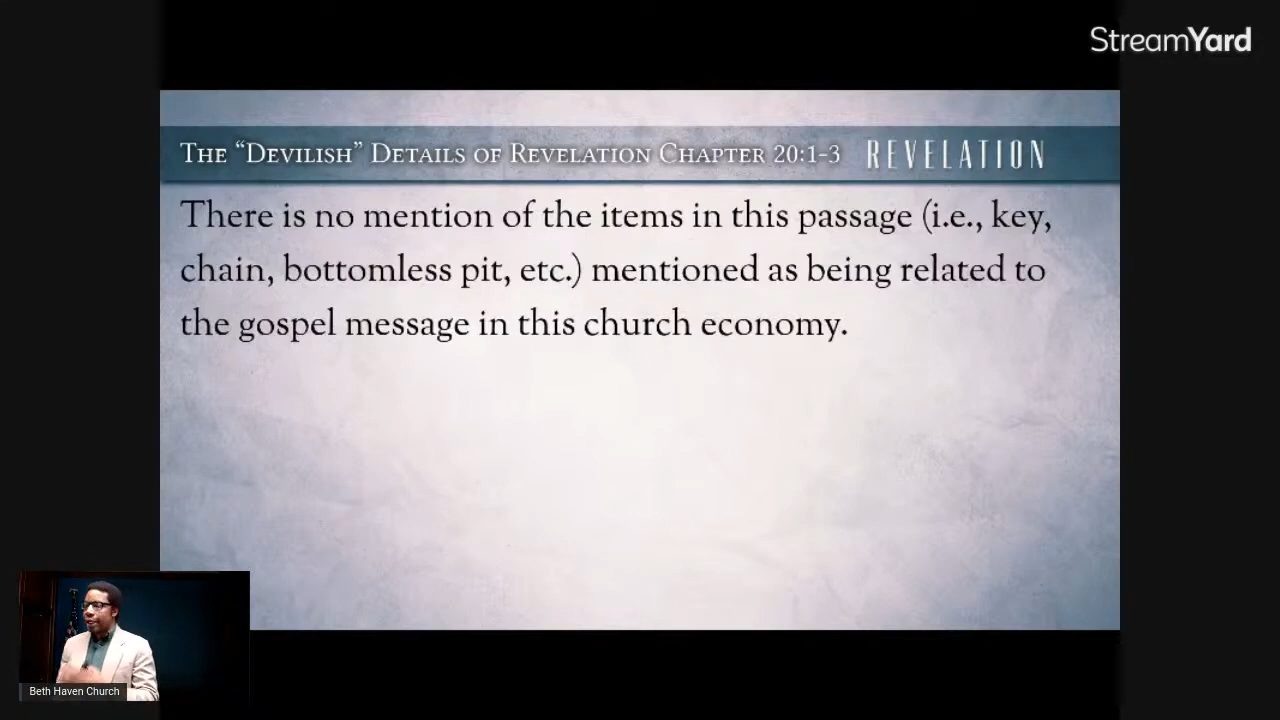 StreamYard
The “Devilish” Details of Revelation Chapter 20:1-3 REVELATION
There is no mention of the items in this passage (i.e., key,
chain, bottomless pit, etc.) mentioned as being related to
the gospel message in this church economy.
Beth Haven Church